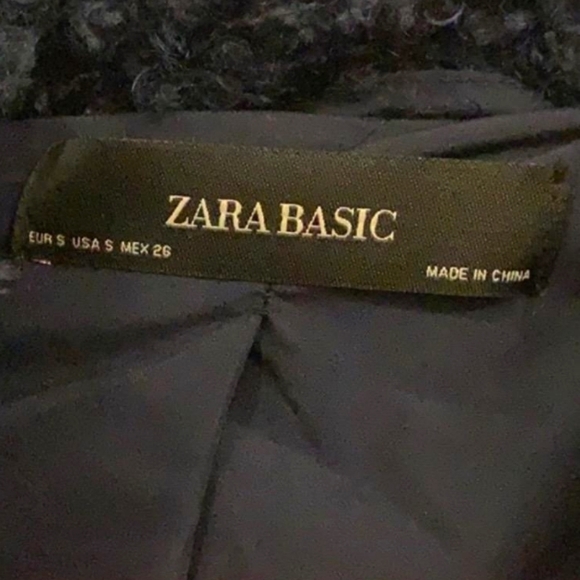 ZARA BASIC
EUR S USA S MEX 26
MADE IN CHINA